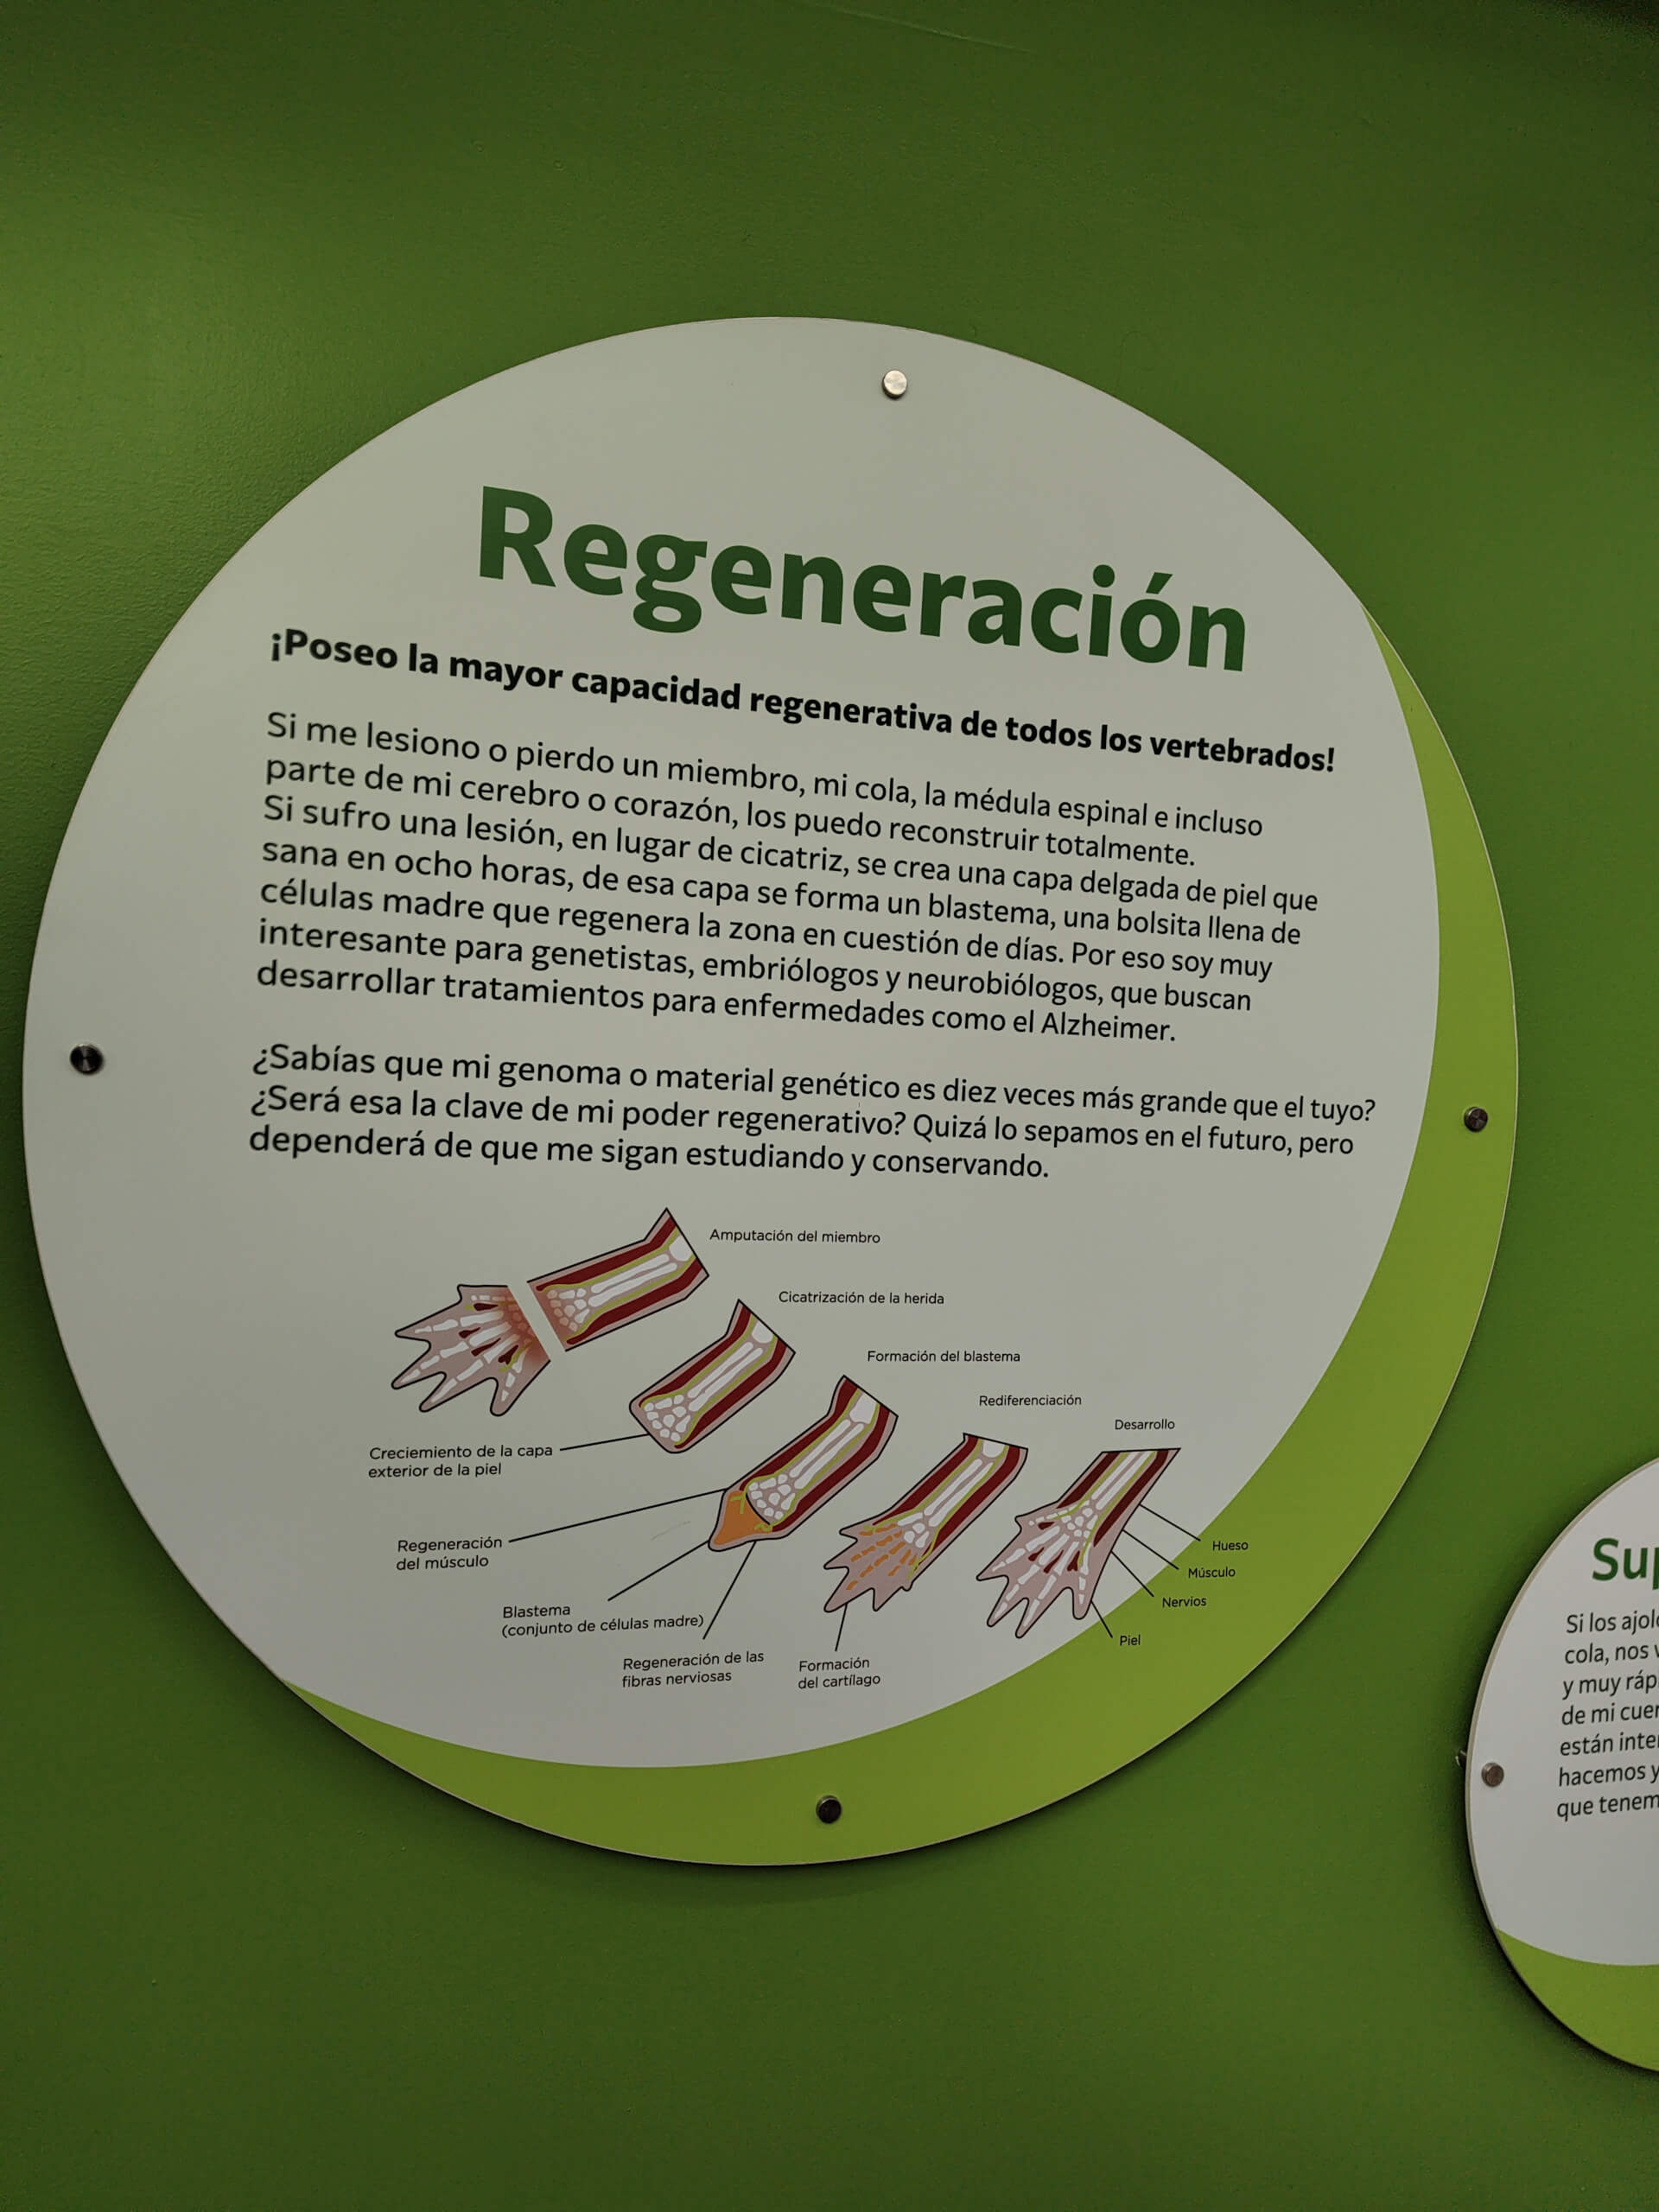 Regeneración
¡Poseo la mayor capacidad regenerativa de todos los vertebrados!
Si me lesiono o pierdo un miembro, mi cola, la médula espinal e incluso
parte de mi cerebro o corazón, los puedo reconstruir totalmente.
Si sufro una lesión, en lugar de cicatriz, se crea una capa delgada de piel que
sana en ocho horas, de esa capa se forma un blastema, una bolsita llena de
células madre que regenera la zona en cuestión de días. Por eso soy muy
interesante para genetistas, embriólogos y neurobiólogos, que buscan
desarrollar tratamientos para enfermedades como el Alzheimer.
¿Sabías que mi genoma o material genético es diez veces más grande que el tuyo?
¿Será esa la clave de mi poder regenerativo? Quizá lo sepamos en el futuro, pero
dependerá de que me sigan estudiando y conservando.
Amputación del miembro
Cicatrización de la herida
Formación del blastema
Rediferenciación
Desarrollo
Creciemiento de la capa
exterior de la piel
Regeneración
del músculo
Blastema
(conjunto de células madre)
Regeneración de las
fibras nerviosas
Formación
del cartílago
Hueso
Músculo
Nervios
Piel
Si los
cola, nos
y muy
de mi
están
hacemos y
que